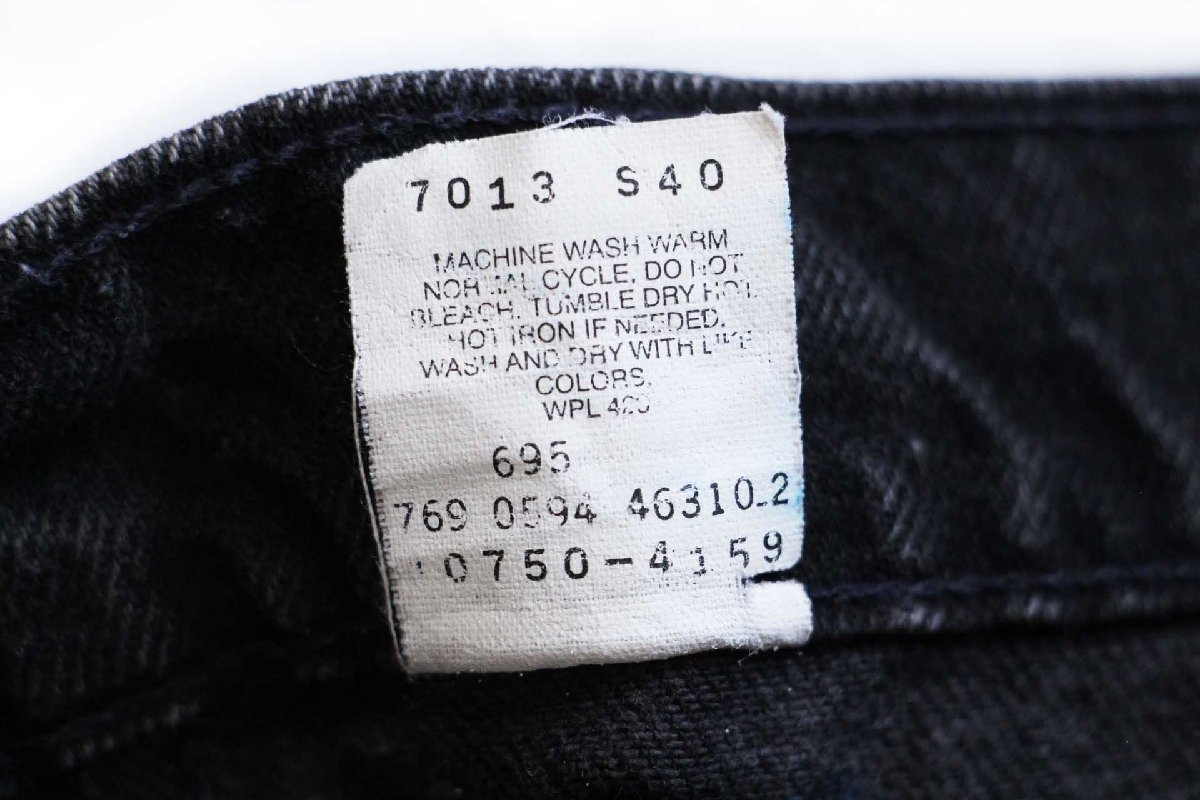 7013 S40
MACHINE WASH WARM
NORMAL CYCLE. DO NOT
BLEACH. TUMBLE DRY HOT.
HOT IRON IF NEEDED.
WASH AND DRY WITH LIKE
COLORS.
WPL
695
769 0594 46310-2
0750-4159